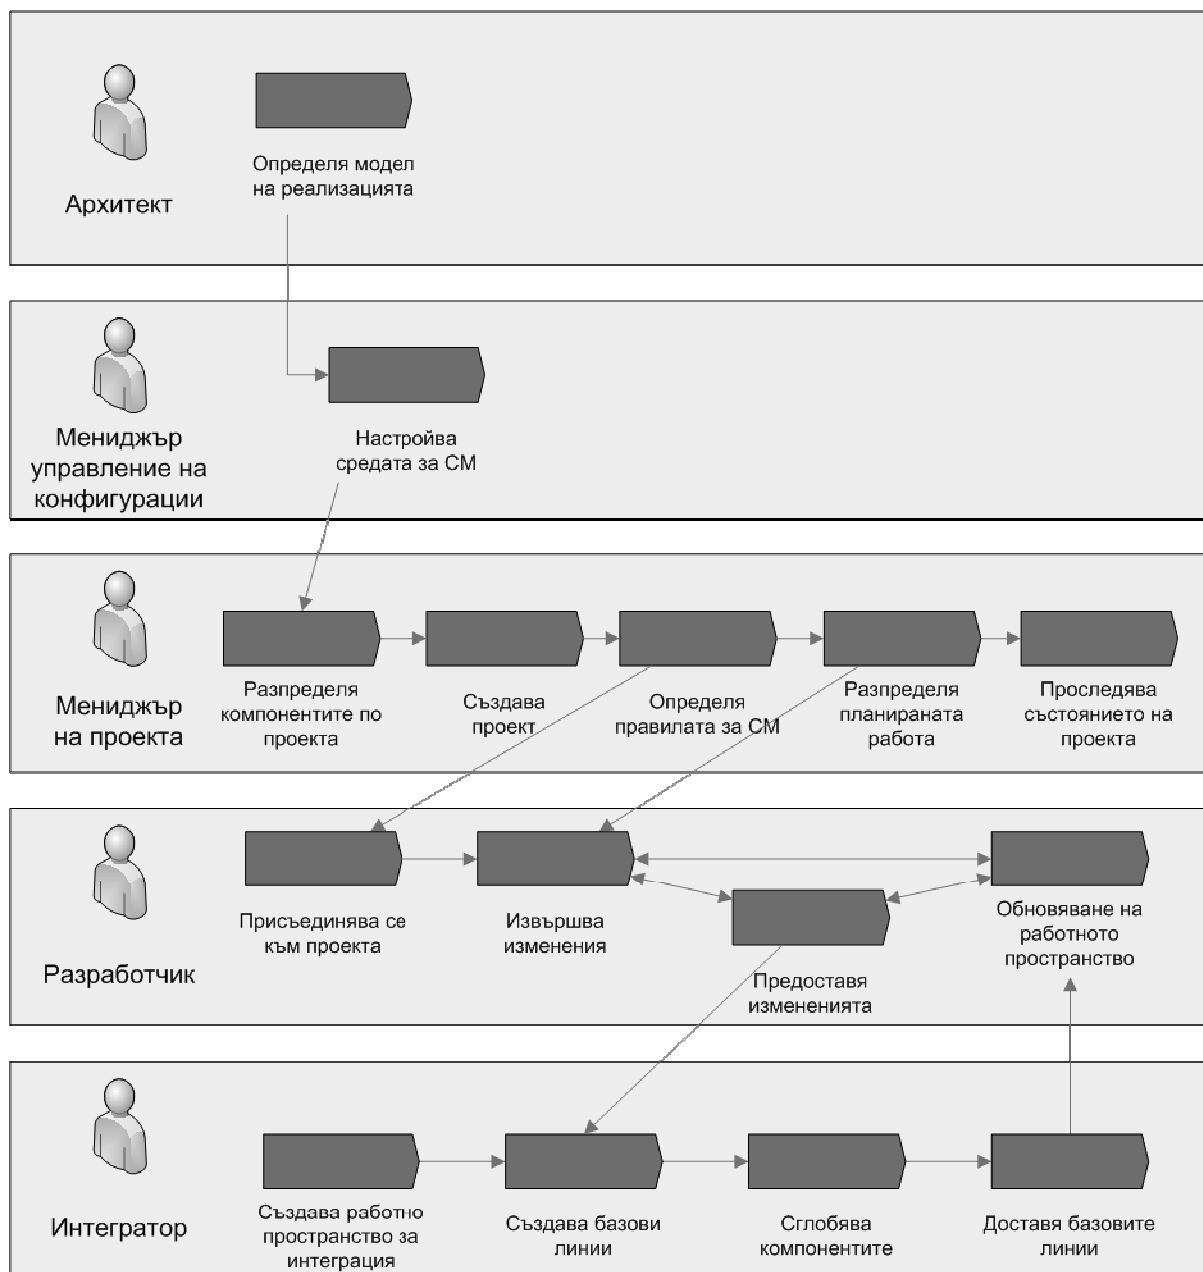 Определя модел
на реализацията
Архитект
Мениджър
управление на
конфигурации
Настройва
средата за СМ
Мениджър
на проекта
Разпределя
компонентите по
проекта
Създава
проект
Определя
правилата за СМ
Разпределя
планираната
работа
Проследява
състоянието на
проекта
Разработчик
Присъединява се
към проекта
Извършва
изменения
Предоставя
измененията
Обновяване на
работното
пространство
Интегратор
Създава работно
пространство за
интеграция
Създава базови
линии
Сглобява
компонентите
Доставя базовите
линии